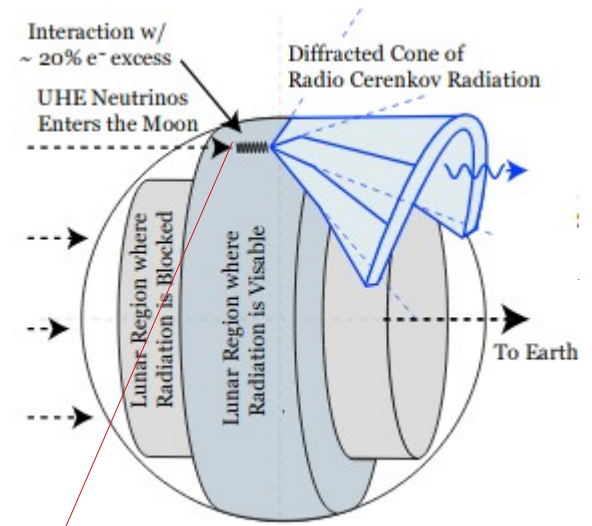 Interaction w/
~ 20% e⁻ excess
UHE Neutrinos
Enters the Moon
Diffracted Cone of
Radio Cerenkov Radiation
Lunar Region where
Radiation is Blocked
Lunar Region where
Radiation is Visable
To Earth